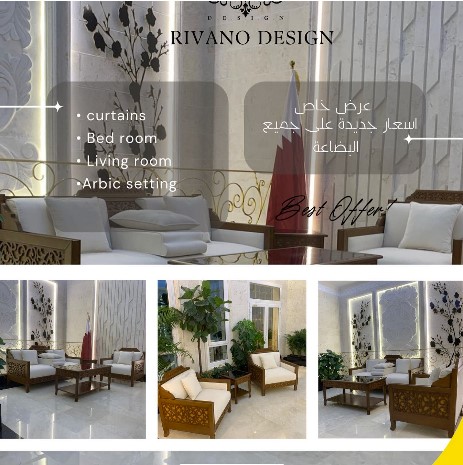 DESIGN
RIVANO DESIGN
• curtains
• Bed room
• Living room
•Arbic setting
عرض خاص
اسعار جديدة على جميع
البضاعة
Best Offer!